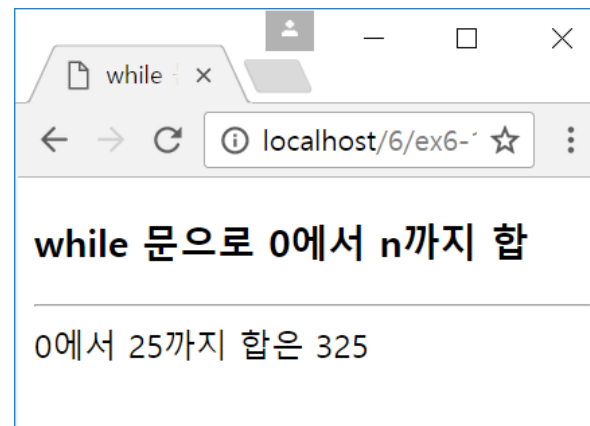 while
localhost/6/ex6-
while 문으로 0에서 n까지 합
0에서 25까지 합은 325